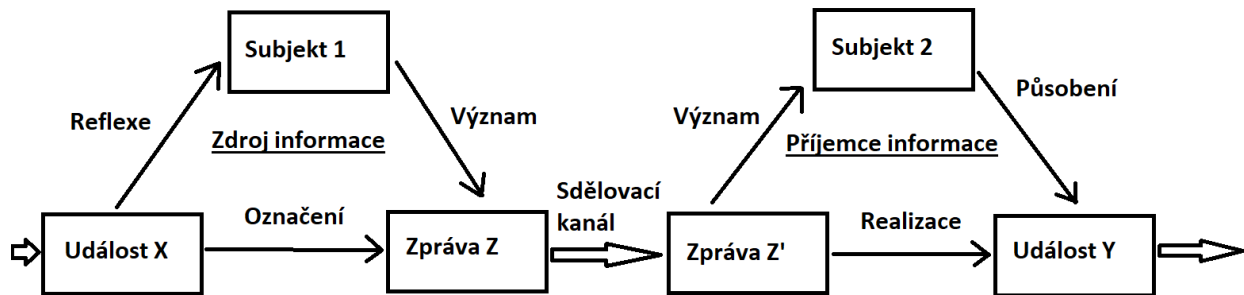 Subjekt 1
Subjekt 2
Reflexe
Význam
Význam
Působení
Zdroj informace
Příjemce informace
Označení
Sdělovací
kanál
Realizace
Událost X
Zpráva Z
Zpráva Z'
Událost Y